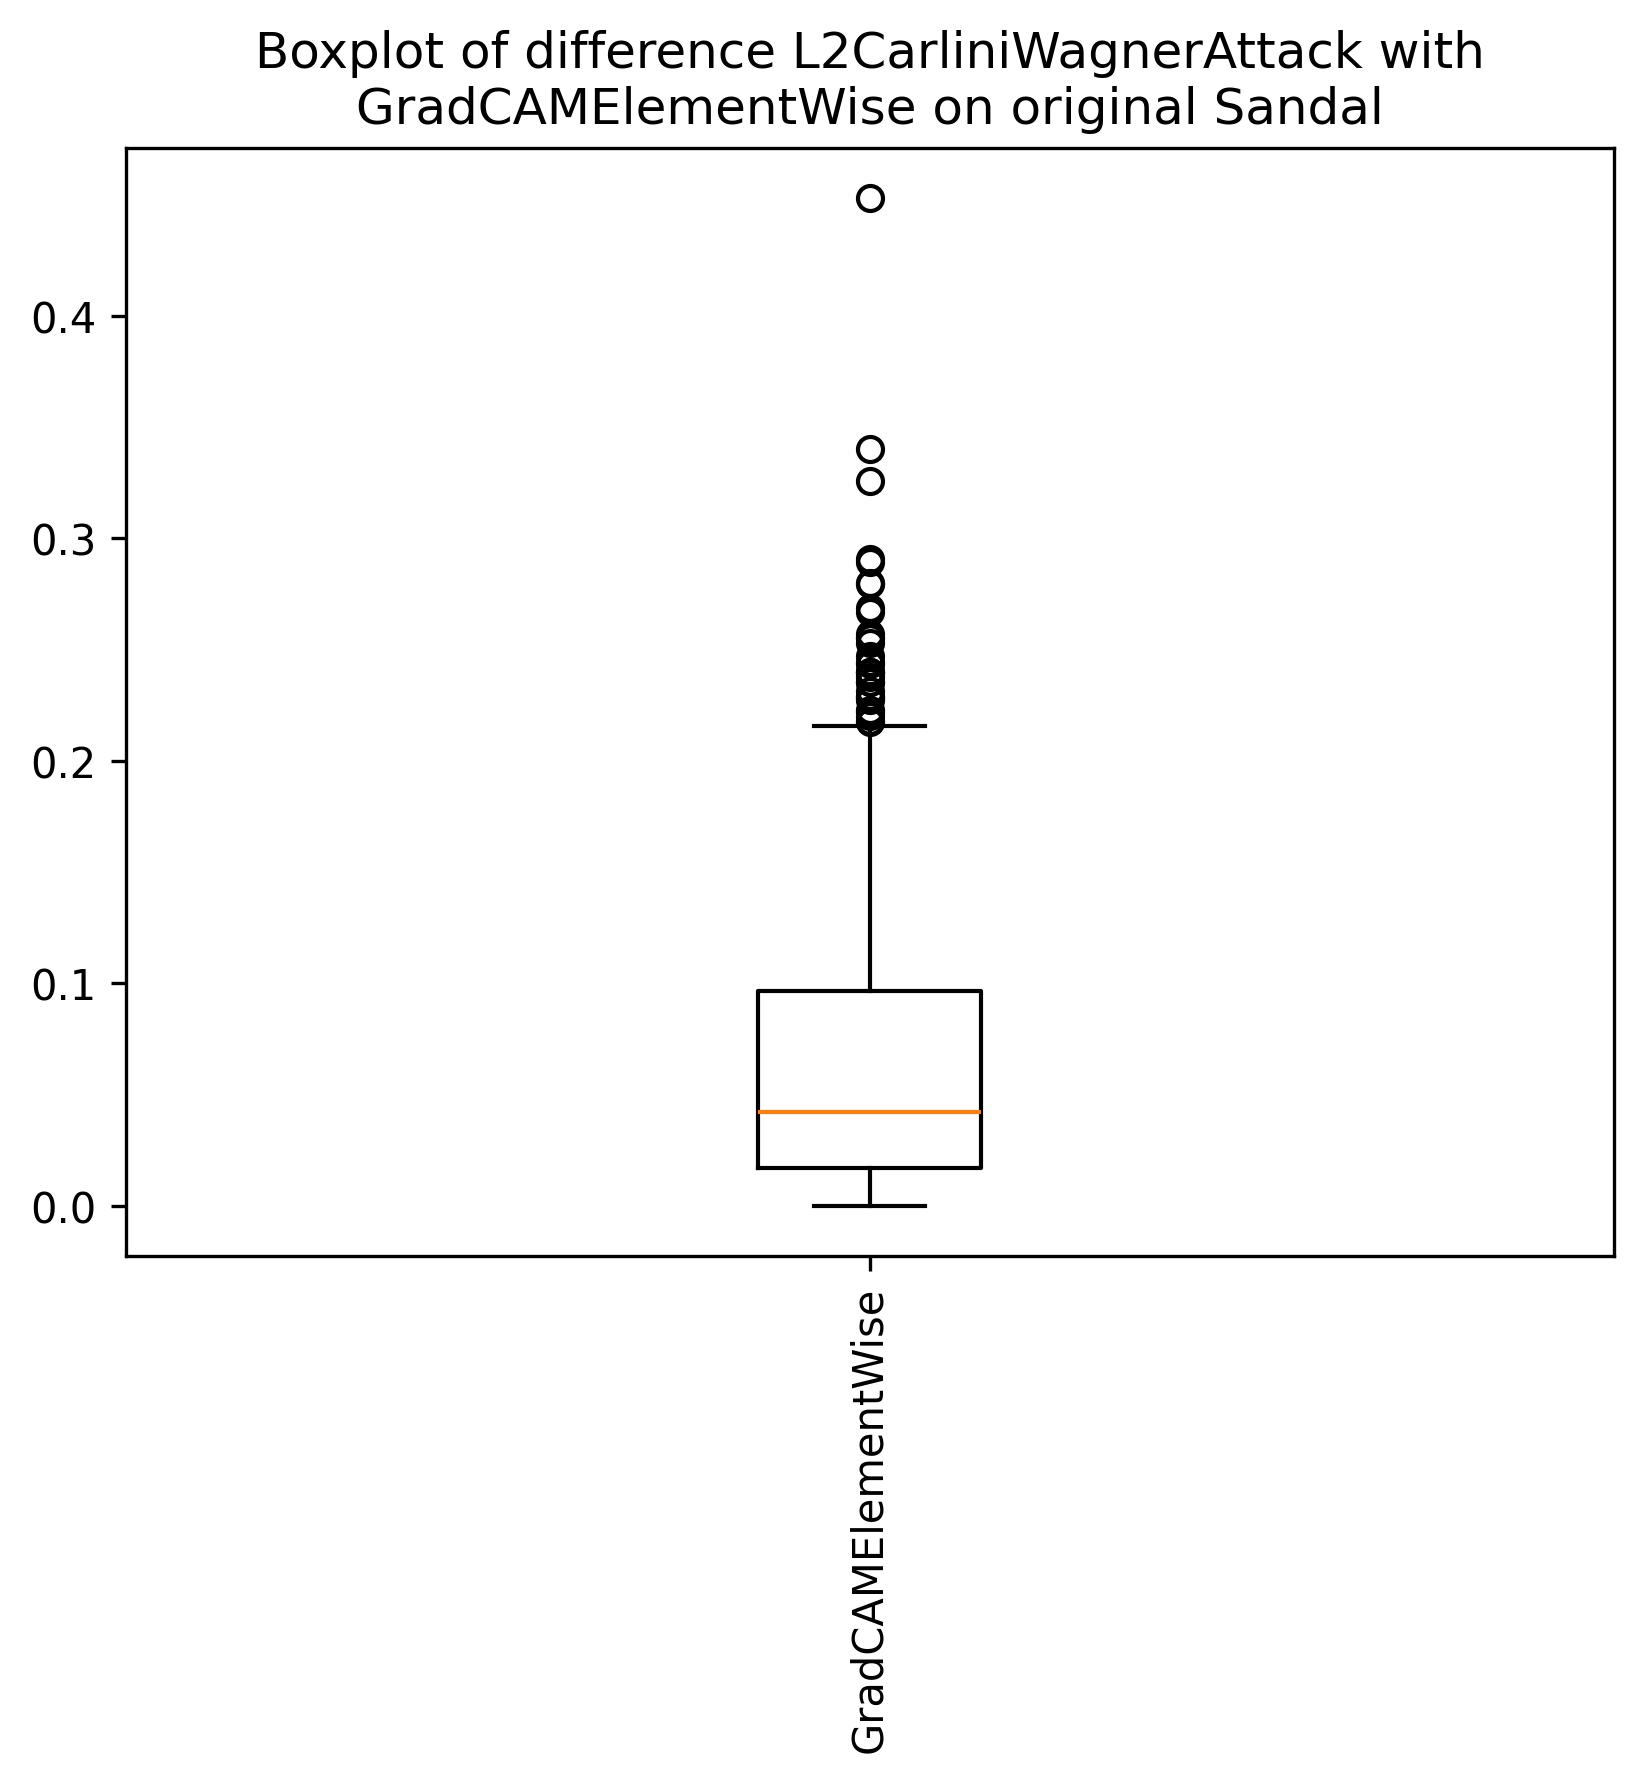 Boxplot of difference L2CarliniWagnerAttack with
GradCAMElementWise on original Sandal
0.4
0.3
0.2
0.1
0.0
GradCAMElementWise